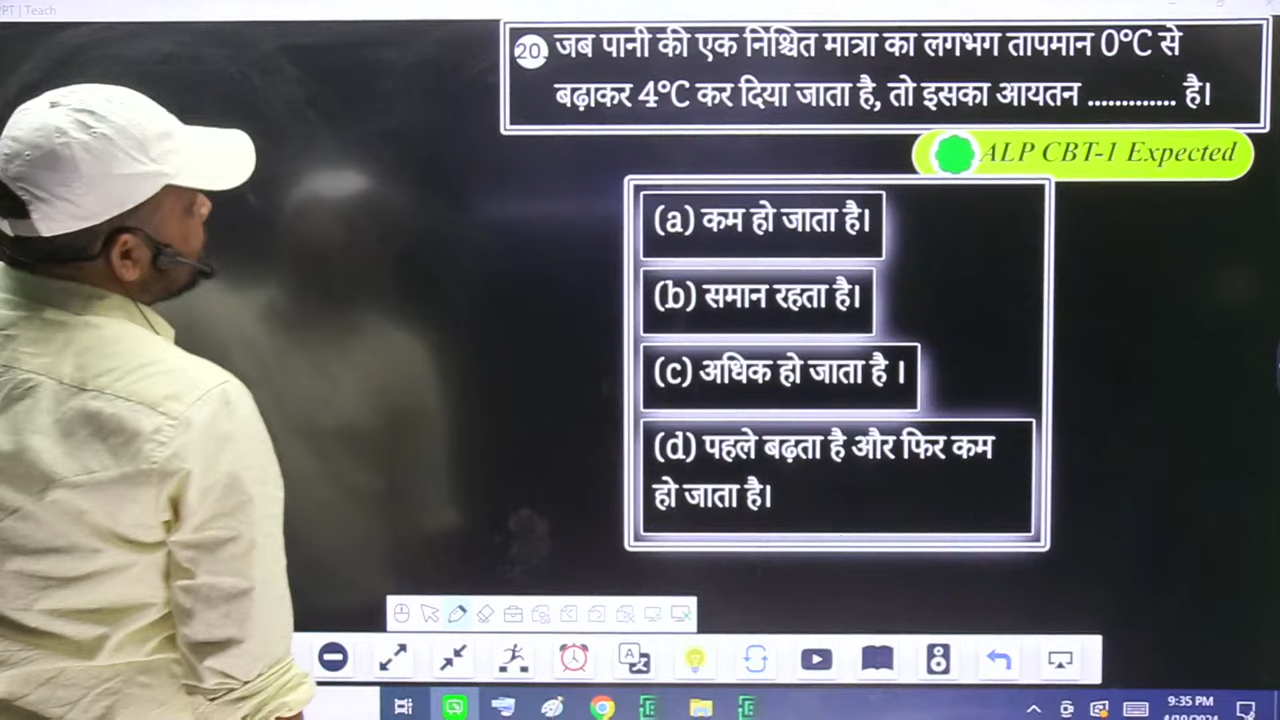 PT | Teach
20. जब पानी की एक निश्चित मात्रा का लगभग तापमान 0°C से
बढ़ाकर 4°C कर दिया जाता है, तो इसका आयतन ............. है।
ALP CBT-1 Expected
(a) कम हो जाता है।
(b) समान रहता है।
(c) अधिक हो जाता है ।
(d) पहले बढ़ता है और फिर कम
हो जाता है।
9:35 PM